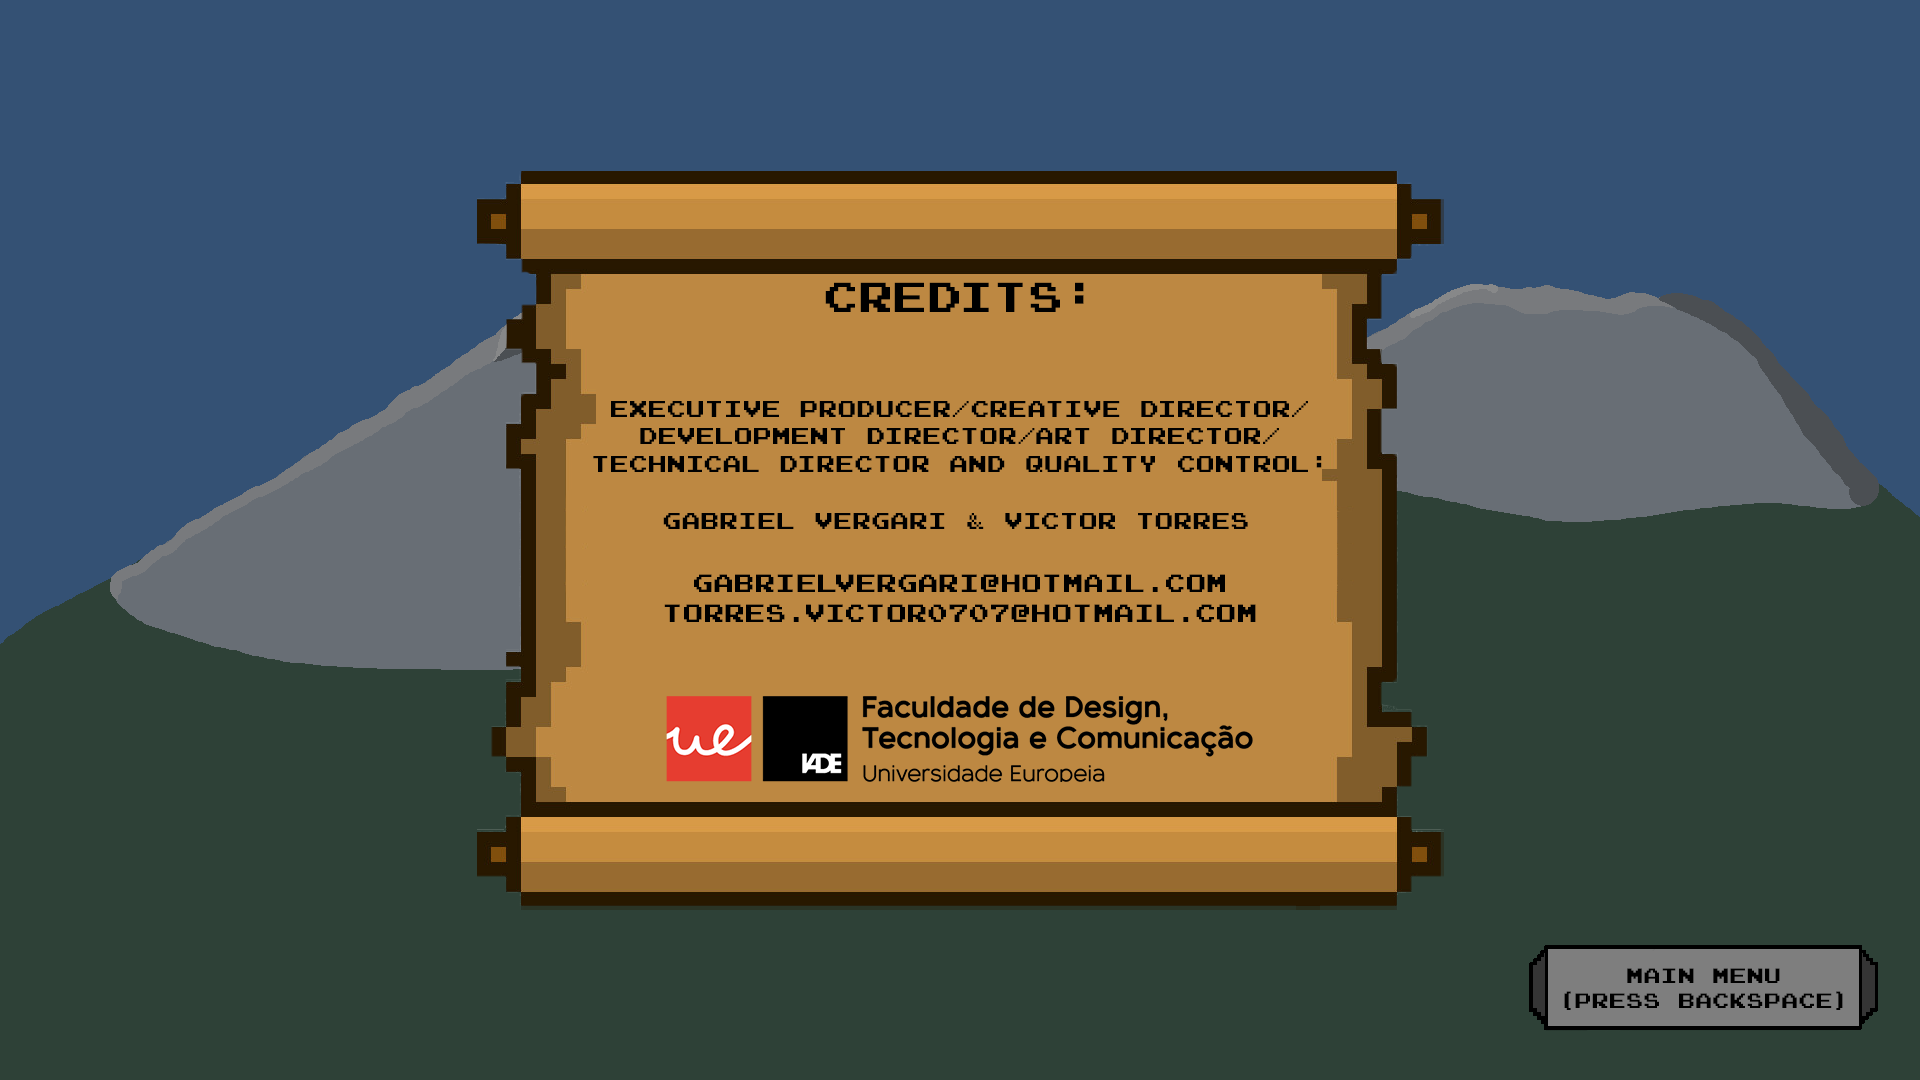 CREDITS:
EXECUTIVE PRODUCER/CREATIVE DIRECTOR/
DEVELOPMENT DIRECTOR/ART DIRECTOR/
TECHNICAL DIRECTOR AND QUALITY CONTROL:
GABRIEL VERGARI & VICTOR TORRES
GABRIELVERGARI@HOTMAIL.COM
TORRES.VICTOR0707@HOTMAIL.COM
ue
IADE
Faculdade de Design,
Tecnologia e Comunicação
Universidade Europeia
MAIN MENU
(PRESS BACKSPACE)